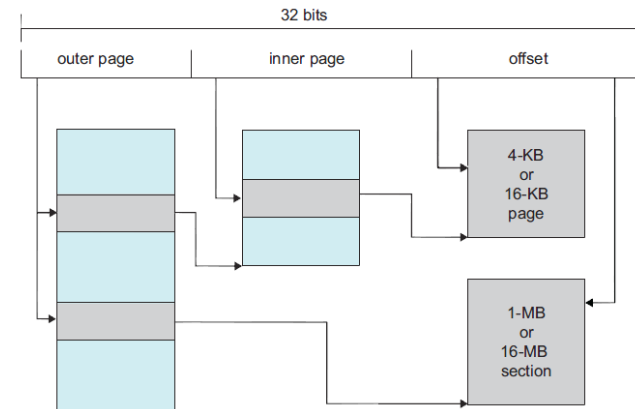 32 bits
outer page
inner page
offset
4-KB
or
16-KB
page
1-MB
or
16-MB
section